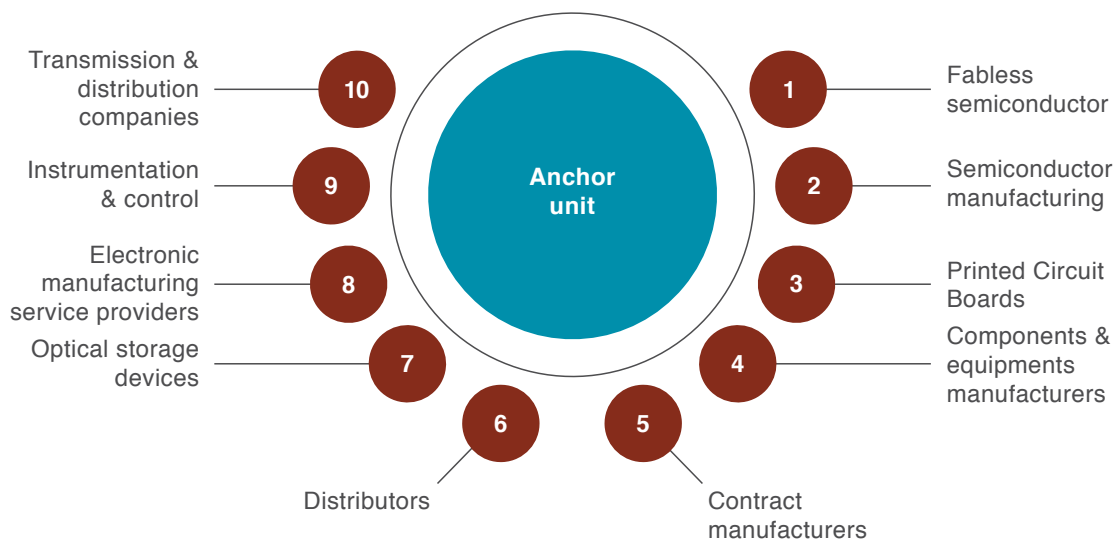 Anchor
unit
1
Fabless
semiconductor
2
Semiconductor
manufacturing
3
Printed Circuit
Boards
4
Components &
equipments
manufacturers
5
Contract
manufacturers
6
Distributors
7
Optical storage
devices
8
Electronic
manufacturing
service providers
9
Instrumentation
& control
10
Transmission &
distribution
companies